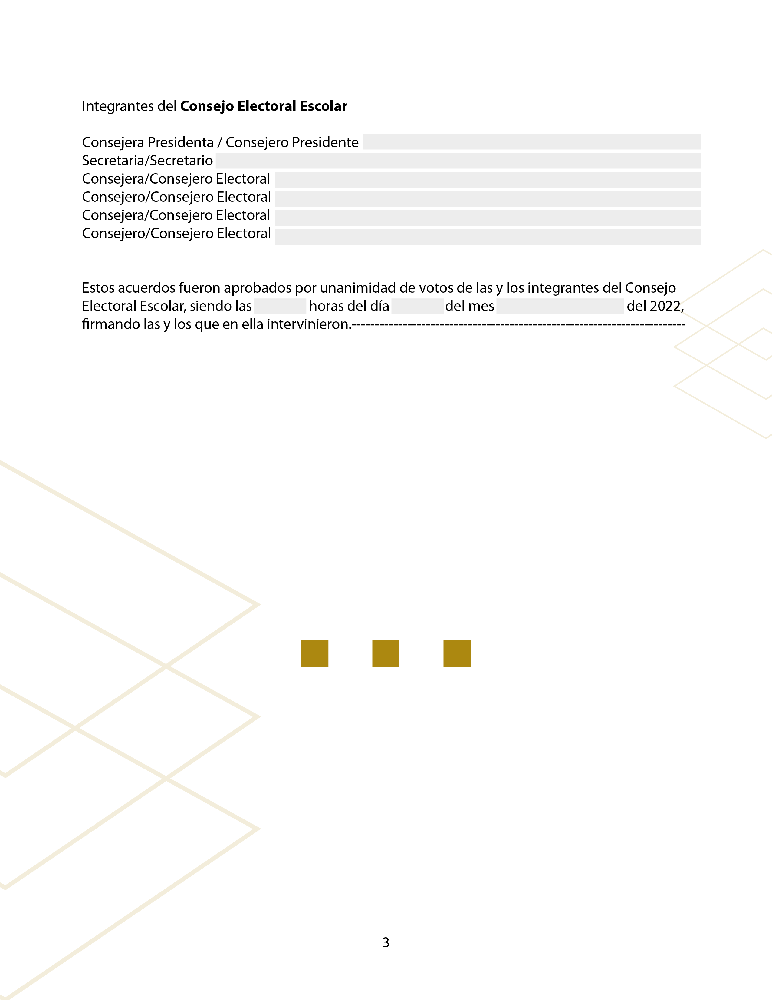 Integrantes del Consejo Electoral Escolar
Consejera Presidenta / Consejero Presidente
Secretaria/Secretario
Consejera/Consejero Electoral
Consejero/Consejero Electoral
Consejera/Consejero Electoral
Consejero/Consejero Electoral
Estos acuerdos fueron aprobados por unanimidad de votos de las y los integrantes del Consejo
Electoral Escolar, siendo las horas del día del mes del 2022,
firmando las y los que en ella intervinieron.------------------------------------------------------------------------
3